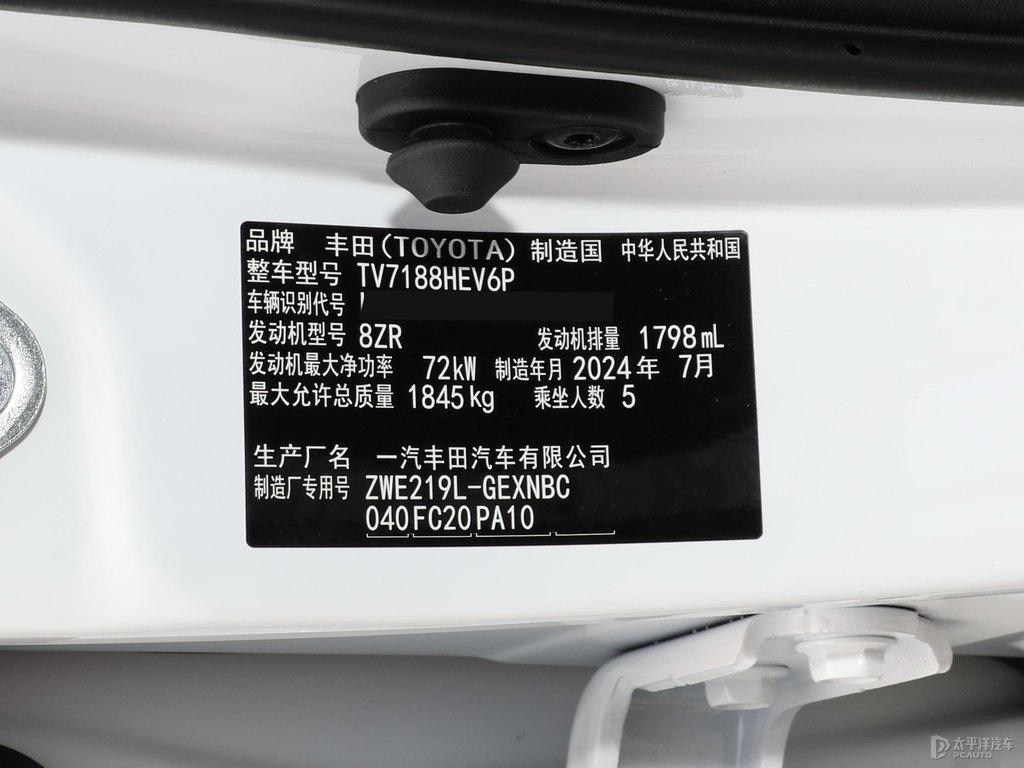 品牌 丰田(TOYOTA) 制造国 中华人民共和国
整车型号 TV7188HEV6P
车辆识别代号
发动机型号 8ZR 发动机排量 1798mL
发动机最大净功率 72kW 制造年月 2024年 7月
最大允许总质量 1845kg 乘坐人数 5
生产厂名 一汽丰田汽车有限公司
制造厂专用号 ZWE219L-GEXNBC
040FC20PA10
太平洋汽车
PCAUTO